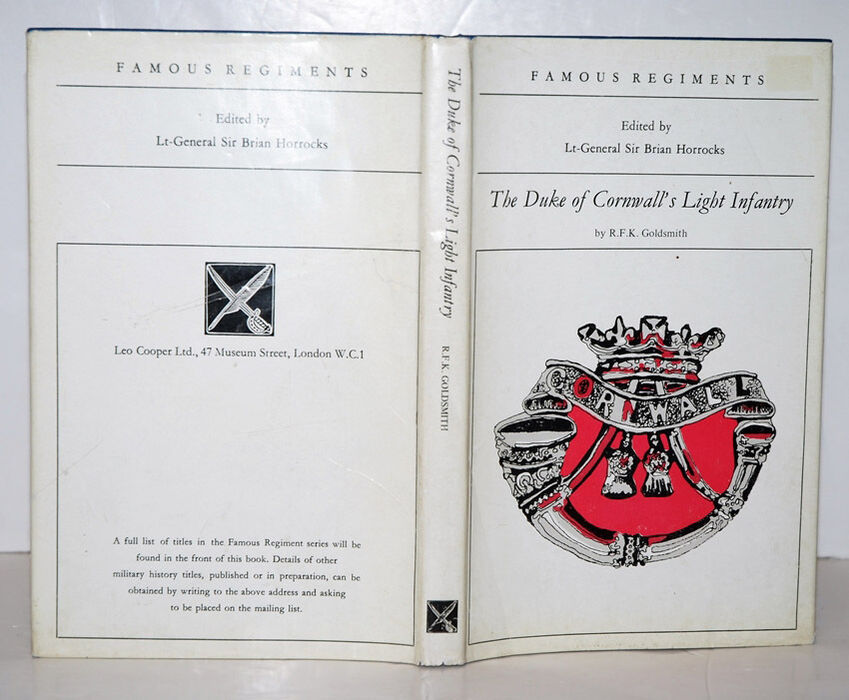 FAMOUS REGIMENTS
Edited by
Lt-General Sir Brian Horrocks
Leo Cooper Ltd., 47 Museum Street, London W.C.1
A full list of titles in the Famous Regiment series will be
found in the front of this book. Details of other
military history titles, published or in preparation, can be
obtained by writing to the above address and asking
to be placed on the mailing list.
The Duke of Cornwall's Light Infantry
R.F.K. GOLDSMITH
FAMOUS REGIMENTS
Edited by
Lt-General Sir Brian Horrocks
The Duke of Cornwall's Light Infantry
by R.F.K. Goldsmith
CORNWALL